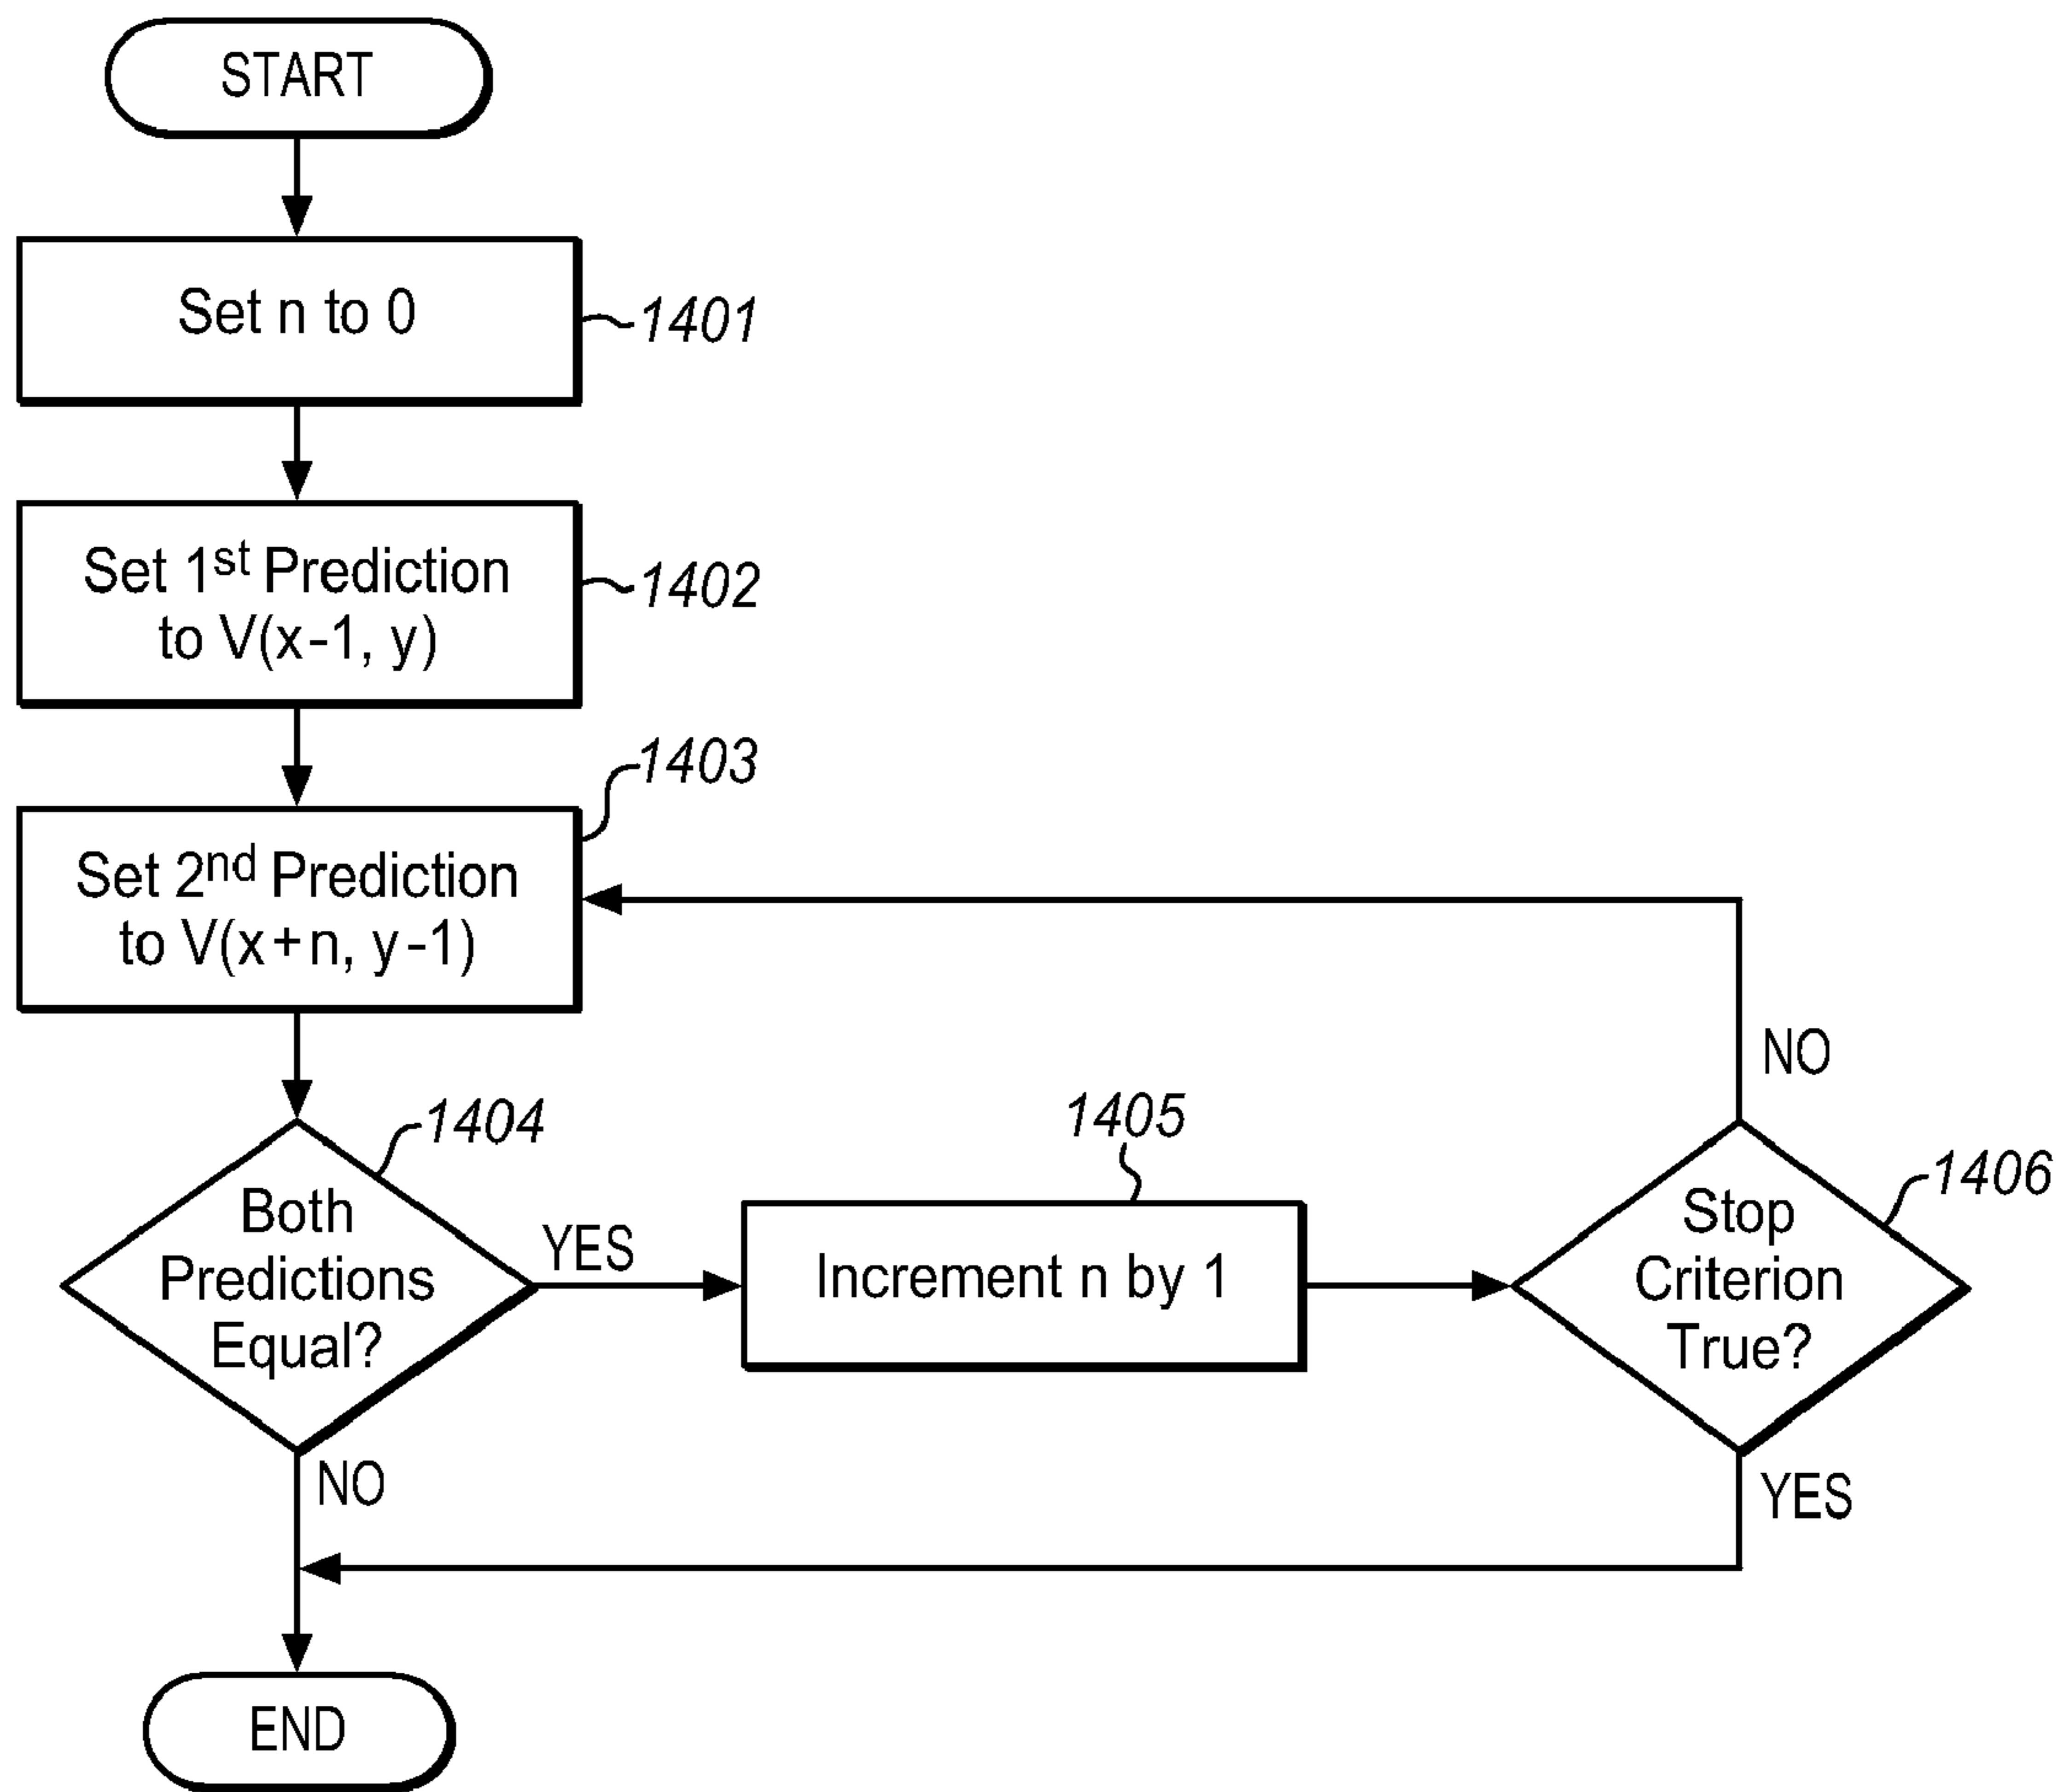 START
Set n to 0
1401
Set 1st Prediction
to V(x-1, y)
1402
1403
Set 2nd Prediction
to V(x+n, y-1)
NO
1404
1405
1406
Both
Predictions
Equal?
YES
Increment n by 1
Stop
Criterion
True?
NO
YES
END